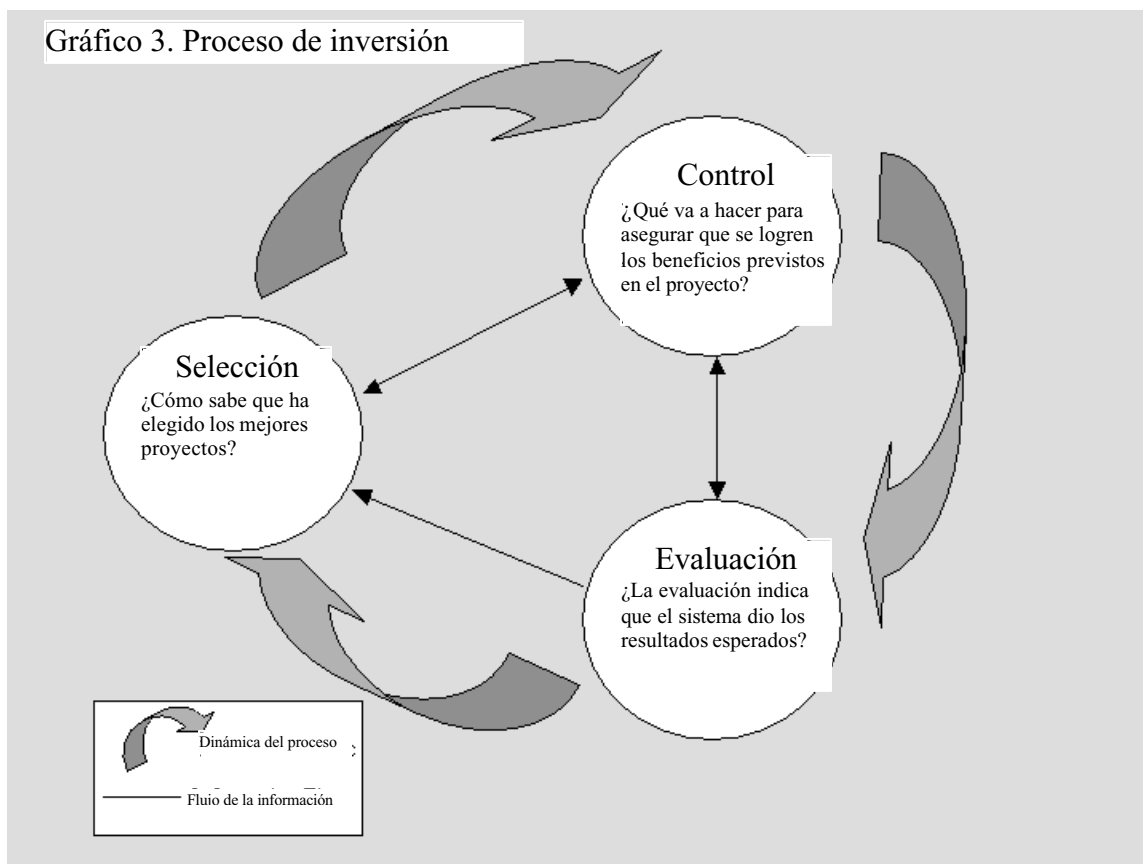 Gráfico 3. Proceso de inversión
Control
¿Qué va a hacer para
asegurar que se logren
los beneficios previstos
en el proyecto?
Selección
¿Cómo sabe que ha
elegido los mejores
proyectos?
Evaluación
¿La evaluación indica
que el sistema dio los
resultados esperados?
Dinámica del proceso
Fluio de la información